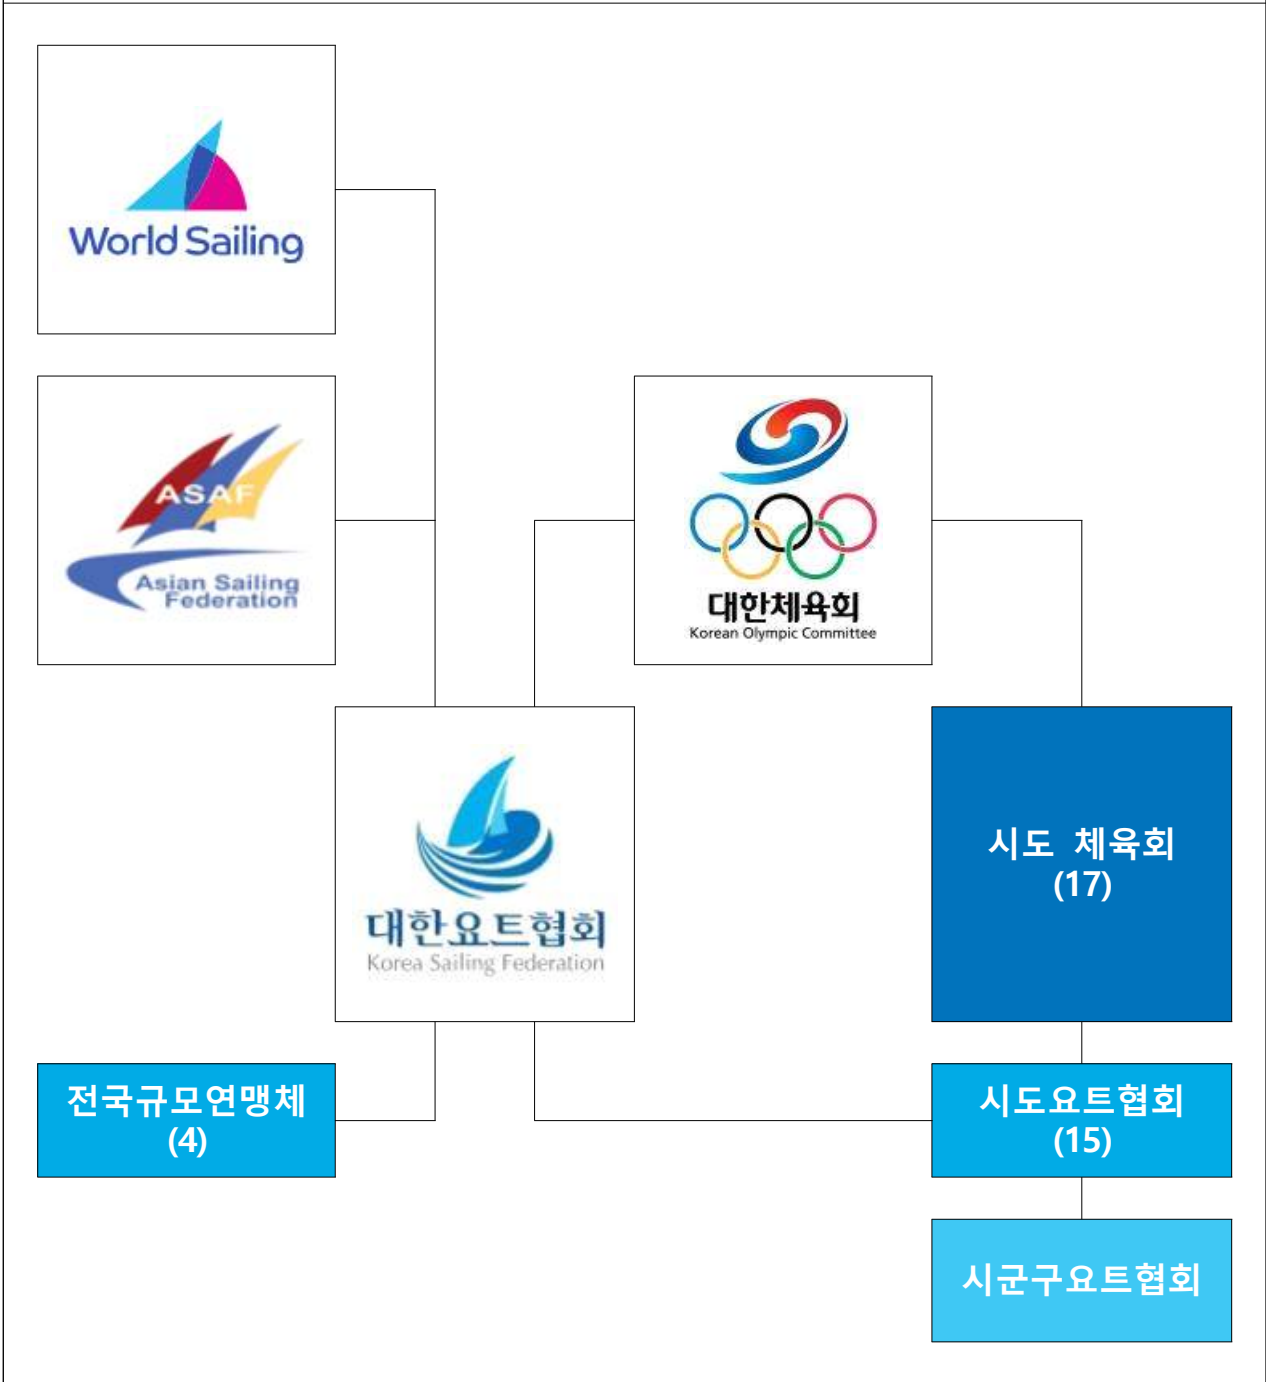 World Sailing
ASAF
Asian Sailing
Federation
대한체육회
Korean Olympic Committee
대한요트협회
Korea Sailing Federation
시도 체육회
(17)
전국규모연맹체
(4)
시도요트협회
(15)
시군구요트협회